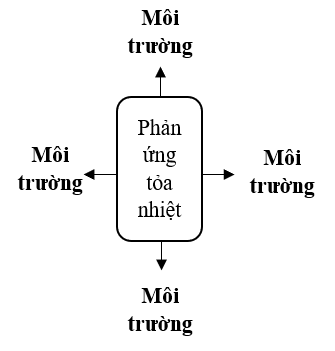 Môi
trường
Phản
ứng
tỏa
nhiệt
Môi
trường
Môi
trường
Môi
trường